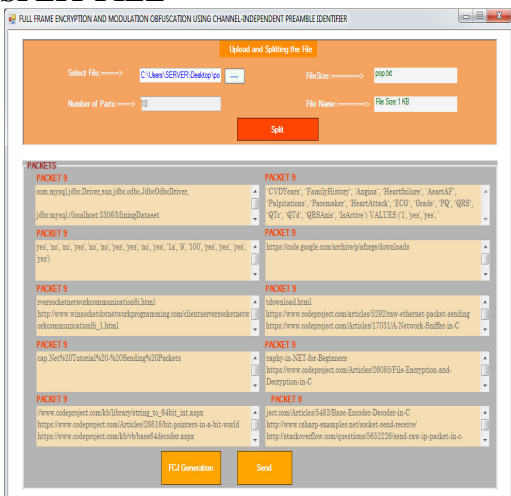 FULL FRAME ENCRYPTION AND MODULATION OBFUSCATION USING CHANNEL-INDEPENDENT PREAMBLE IDENTIFIER
Upload and Splitting the File
Select File:====> C:\Users\SERVER\Desktop\po .... FileSize:======> pop.txt
Number of Parts:===> 10 File Name:======> File Size:1 KB
Split
PACKETS
PACKET 9
com.mysql.jdbc.Driver,sun.jdbc.odbc.JdbcOdbcDriver,
jdbc:mysql://localhost:3306/MiningDataset
PACKET 9
'CVDYears', 'FamilyHistory', 'Angina', 'Heartfailure', 'AeartAF',
'Palpitations', 'Pacemaker', 'HeartAttack', 'ECG', 'Grade', 'PQ', 'QRS',
'QTc', 'QTd', 'QRSAxis', 'IsActive') VALUES ('1', 'yes', 'yes', '
PACKET 9
yes', 'no', 'no', 'yes', 'no', 'no', 'yes', 'yes', 'no', 'yes', '1a', '9', '100', 'yes', 'yes', 'yes',
'yes')
PACKET 9
https://code.google.com/archive/p/aforge/downloads
PACKET 9
rversocketnetworkcommunication8i.html
http://www.winsocketdotnetworkprogramming.com/clientserversocketnetw
orkcommunication8i_1.html
PACKET 9
tdownload.html
https://www.codeproject.com/articles/5292/raw-ethernet-packet-sending
https://www.codeproject.com/Articles/17031/A-Network-Sniffer-in-C
PACKET 9
cap.Net%20Tutorial%20-%20Sending%20Packets
PACKET 9
raphy-in-NET-for-Beginners
https://www.codeproject.com/Articles/26085/File-Encryption-and-
Decryption-in-C
PACKET 9
//www.codeproject.com/kb/library/string_to_64bit_int.aspx
https://www.codeproject.com/Articles/28818/bit-pointers-in-a-bit-world
https://www.codeproject.com/kb/vb/base64decoder.aspx
PACKET 9
ject.com/Articles/5483/Base-Encoder-Decoder-in-C
http://www.csharp-examples.net/socket-send-receive/
http://stackoverflow.com/questions/5652226/send-raw-ip-packet-in-c-
FCJ Generation Send